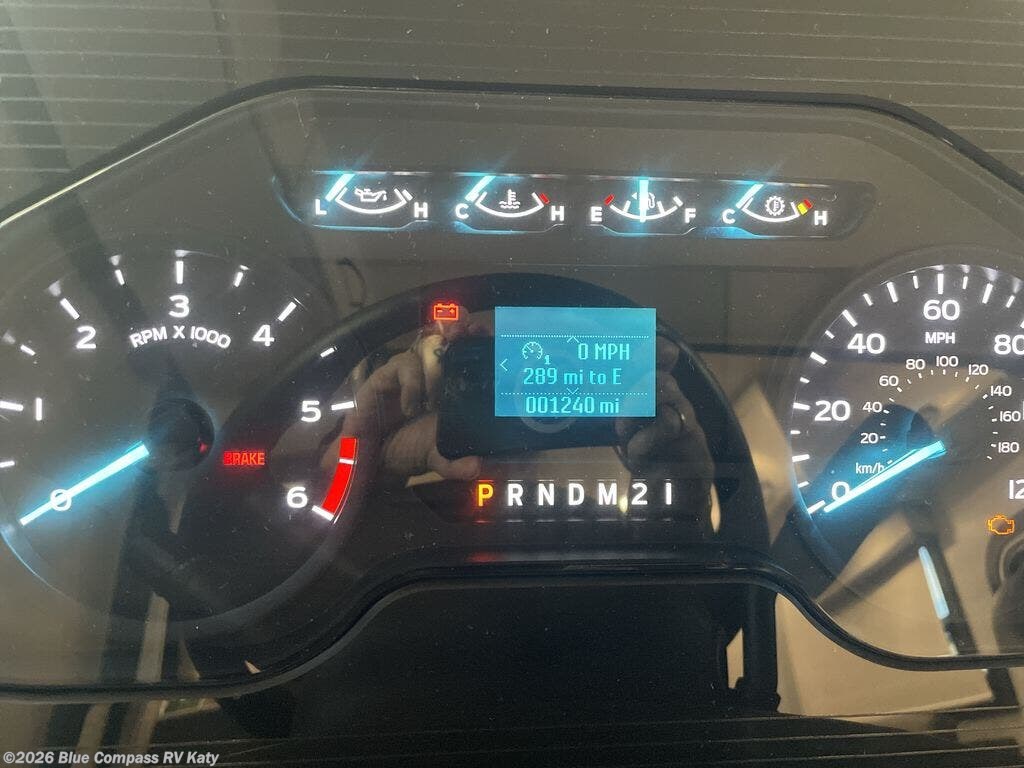 L H C H E F C H
1 2 3 4 5 6 0
RPM X 1000
BRAKE
0 MPH
1
289 mi to E
001240 mi
P R N D M 2 1
0 20 40 60 80
MPH
20 40 60 80 100 120 140 160 180
km/h
©2026 Blue Compass RV Katy